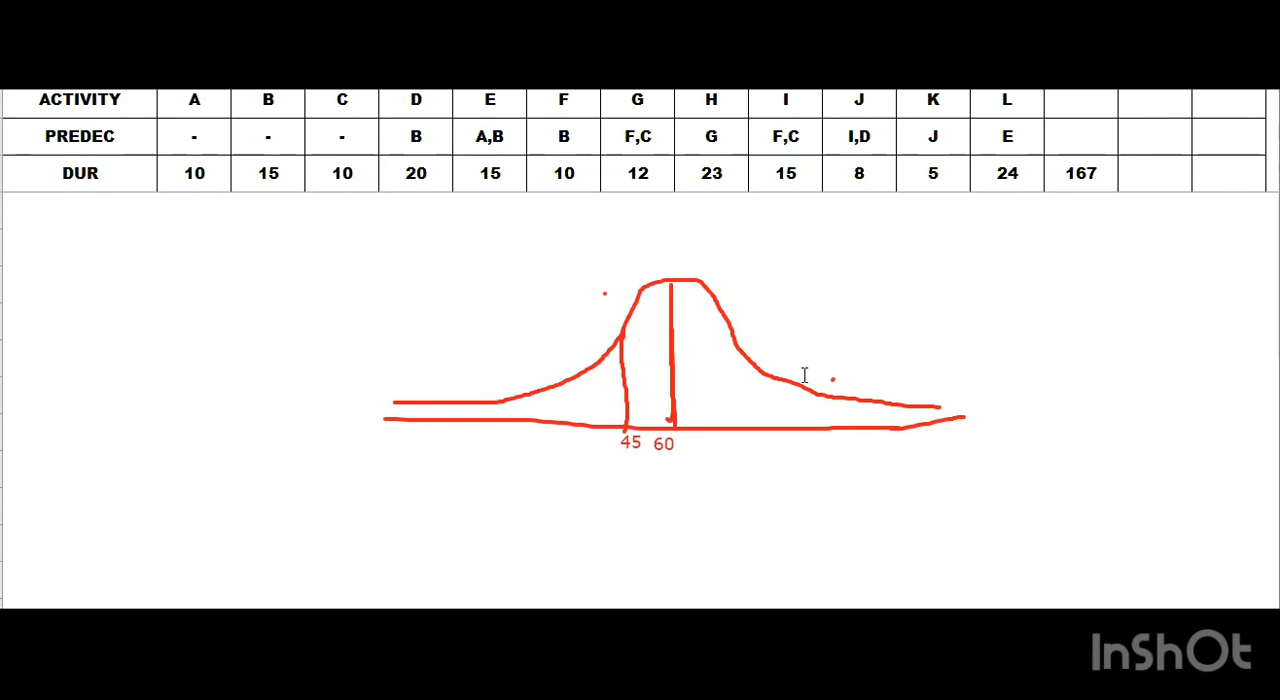 ACTIVITY A B C D E F G H I J K L
PREDEC - - - B A,B B F,C G F,C I,D J E
DUR 10 15 10 20 15 10 12 23 15 8 5 24 167
45 60
InShOt